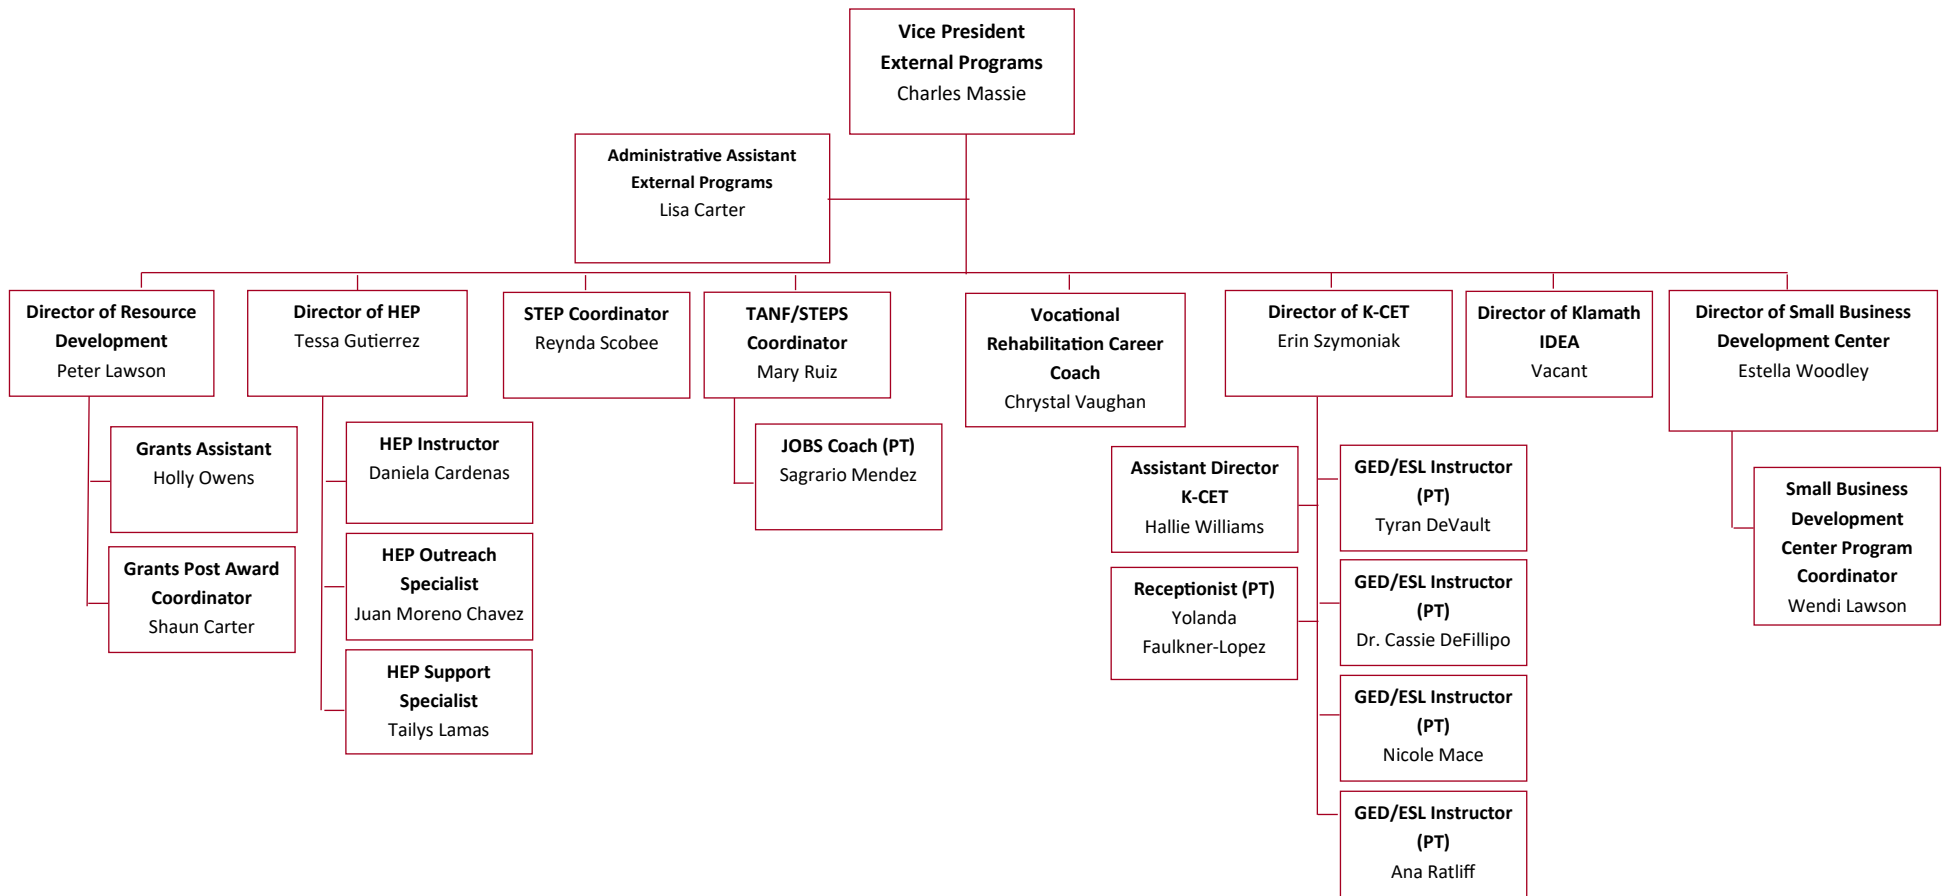 Vice President
External Programs
Charles Massie
Administrative Assistant
External Programs
Lisa Carter
Director of Resource
Development
Peter Lawson
Director of HEP
Tessa Gutierrez
STEP Coordinator
Reynda Scobee
TANF/STEPS
Coordinator
Mary Ruiz
Vocational
Rehabilitation Career
Coach
Chrystal Vaughan
Director of K-CET
Erin Szymoniak
Director of Klamath
IDEA
Vacant
Director of Small Business
Development Center
Estella Woodley
Grants Assistant
Holly Owens
Grants Post Award
Coordinator
Shaun Carter
HEP Instructor
Daniela Cardenas
HEP Outreach
Specialist
Juan Moreno Chavez
HEP Support
Specialist
Tailys Lamas
JOBS Coach (PT)
Sagrario Mendez
Assistant Director
K-CET
Hallie Williams
Receptionist (PT)
Yolanda
Faulkner-Lopez
GED/ESL Instructor
(PT)
Tyran DeVault
GED/ESL Instructor
(PT)
Dr. Cassie DeFillipo
GED/ESL Instructor
(PT)
Nicole Mace
GED/ESL Instructor
(PT)
Ana Ratliff
Small Business
Development
Center Program
Coordinator
Wendi Lawson